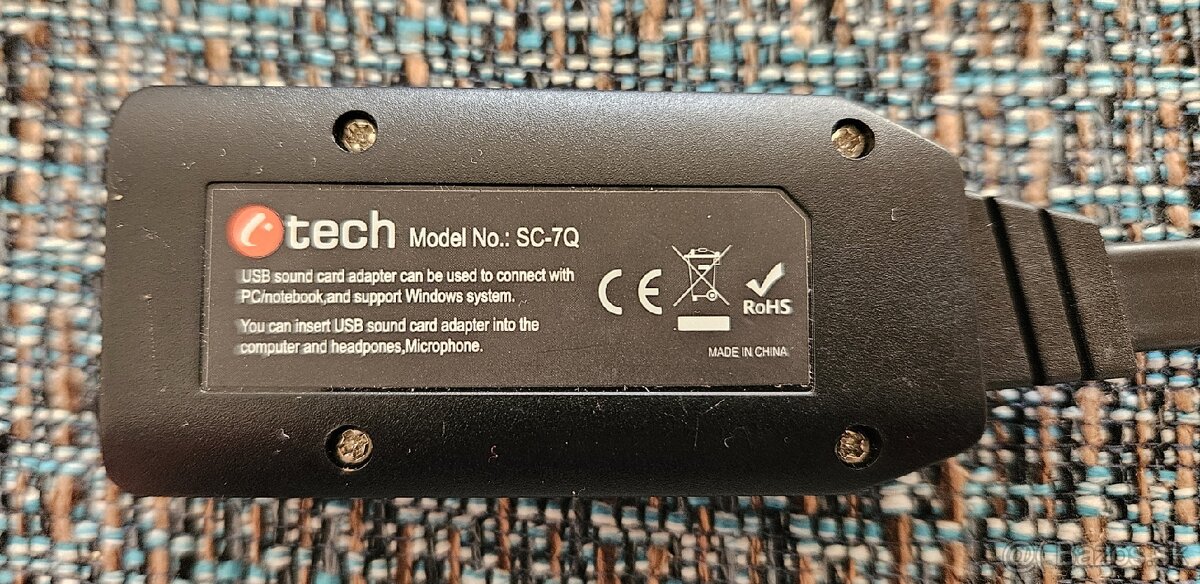 tech Model No.: SC-7Q
USB sound card adapter can be used to connect with
PC/notebook,and support Windows system.
You can insert USB sound card adapter into the
computer and headpones,Microphone.
CE
RoHS
MADE IN CHINA